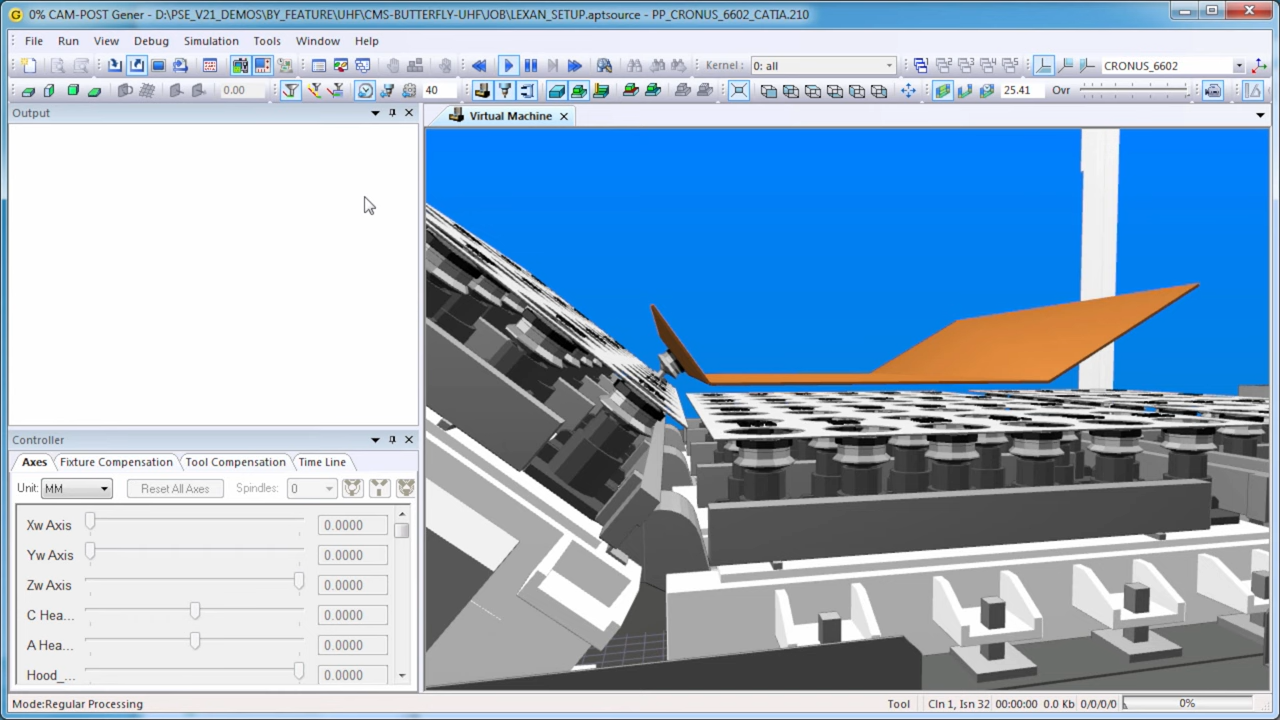 0% CAM-POST Gener - D:\PSE_V21_DEMOS\BY_FEATURE\UHF\CMS-BUTTERFLY-UHF\JOB\LEXAN_SETUP.aptsource - PP_CRONUS_6602_CATIA.210
File Run View Debug Simulation Tools Window Help
Kernel: 0: all CRONUS_6602
0.00 40 25.41 Ovr
Output
Virtual Machine
Controller
Axes Fixture Compensation Tool Compensation Time Line
Unit: MM Reset All Axes Spindles: 0
Xw Axis 0.0000
Yw Axis 0.0000
Zw Axis 0.0000
C Hea... 0.0000
A Hea... 0.0000
Hood_... 0.0000
Mode:Regular Processing Tool Cln 1, Isn 32 00:00:00 0.0 Kb 0/0/0/0 0%